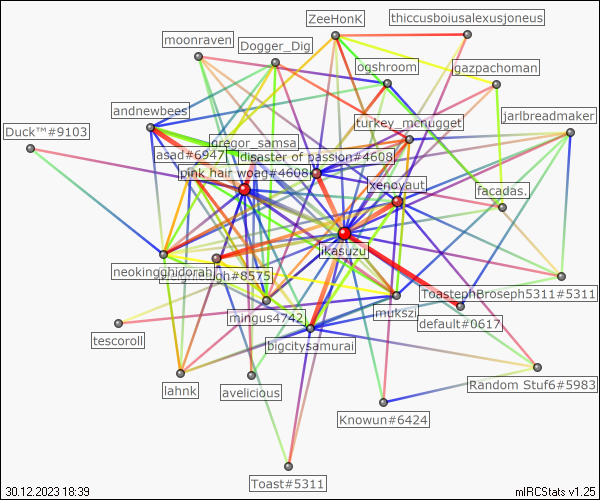 ZeeHonK
thiccusboiusalexusjoneus
moonraven
Dogger_Dig
ogshroom
gazpachoman
andnewbees
jarlbreadmaker
Duck™#9103
turkey_mcnugget
gregor_samsa
asad#6947
disaster of passion#4608
pink hair woag#4608
xenoyaut
facadas.
ikasuzu
neokingghidorah
#8575
ToastephBroseph5311#5311
mingus4742
mukszi
default#0617
tescoroll
bigcitysamurai
lahnk
avelicious
Random Stuf6#5983
Knowun#6424
Toast#5311
30.12.2023 18:39
mIRCStats v1.25